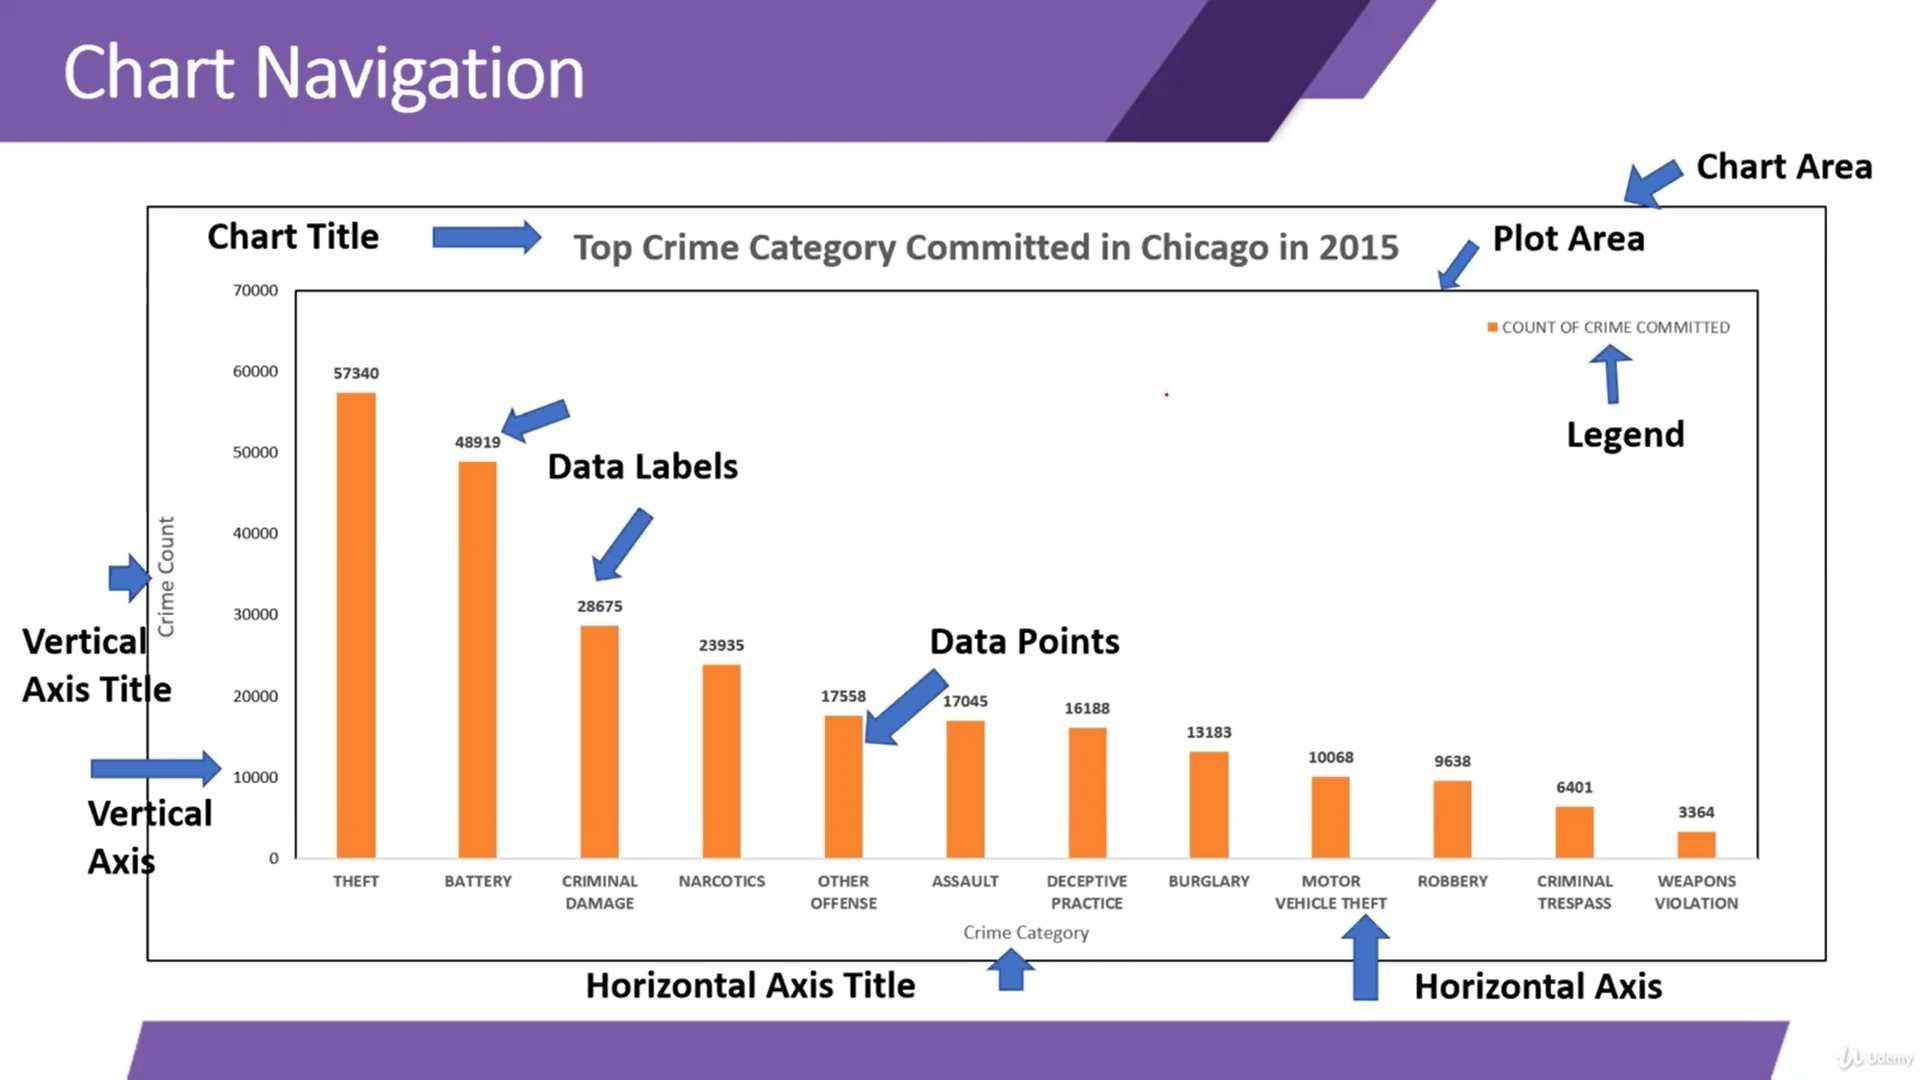 Chart Navigation
Chart Area
Chart Title
Top Crime Category Committed in Chicago in 2015
Plot Area
70000
60000
50000
40000
30000
20000
10000
0
COUNT OF CRIME COMMITTED
Legend
57340
48919
28675
23935
17558
17045
16188
13183
10068
9638
6401
3364
Data Labels
Data Points
Crime Count
Vertical
Axis Title
Vertical
Axis
THEFT
BATTERY
CRIMINAL
DAMAGE
NARCOTICS
OTHER
OFFENSE
ASSAULT
DECEPTIVE
PRACTICE
BURGLARY
MOTOR
VEHICLE THEFT
ROBBERY
CRIMINAL
TRESPASS
WEAPONS
VIOLATION
Crime Category
Horizontal Axis Title
Horizontal Axis
Udemy